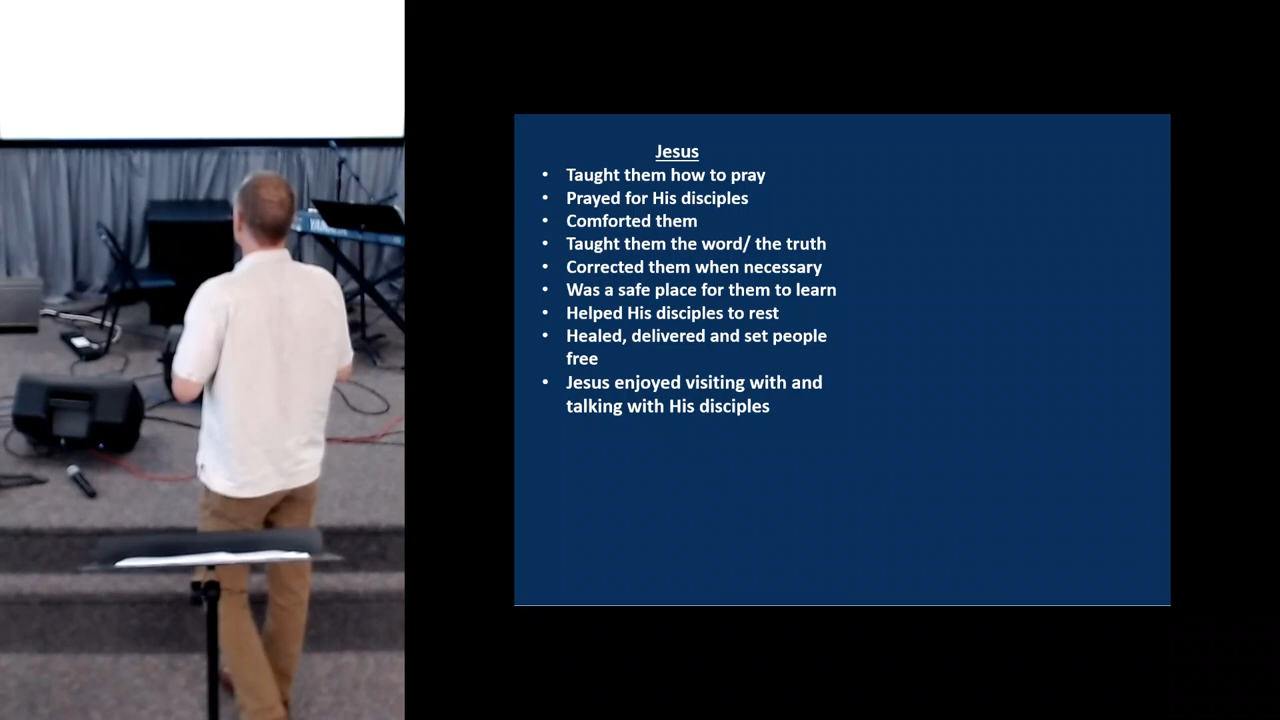 Jesus
• Taught them how to pray
• Prayed for His disciples
• Comforted them
• Taught them the word/ the truth
• Corrected them when necessary
• Was a safe place for them to learn
• Helped His disciples to rest
• Healed, delivered and set people
free
• Jesus enjoyed visiting with and
talking with His disciples
YAMAHA